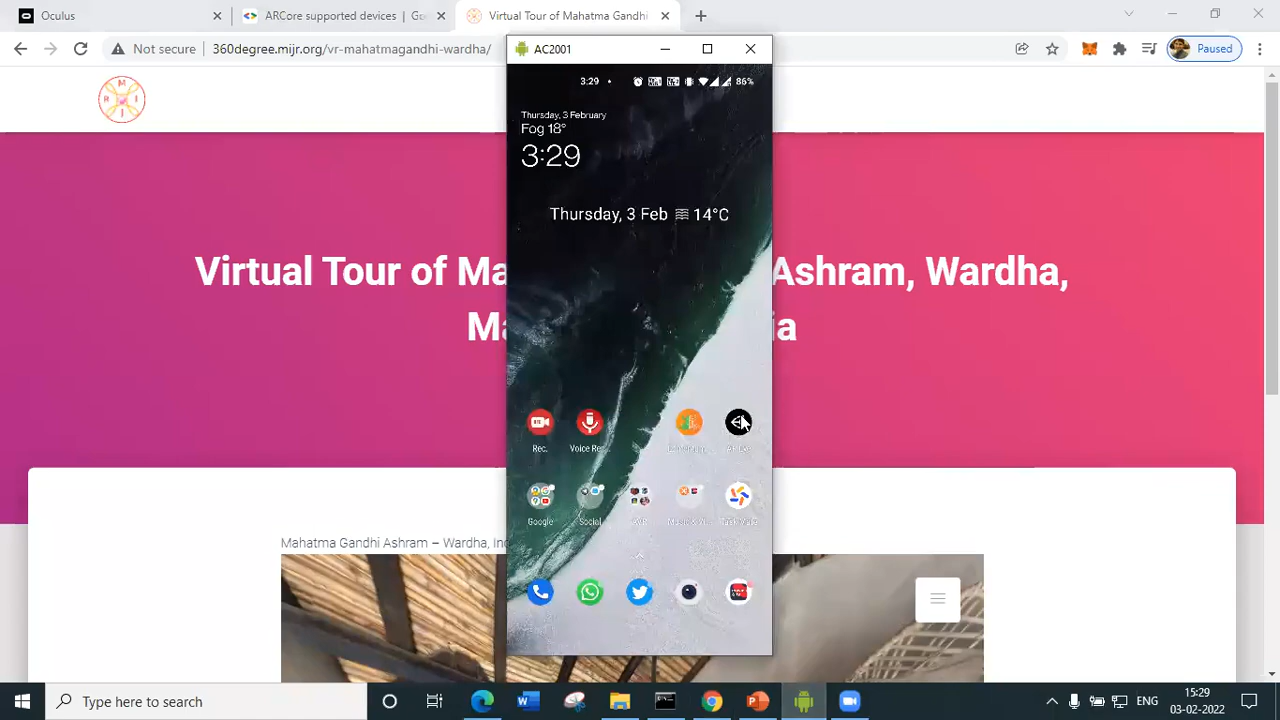 Oculus
ARCore supported devices | Go
Virtual Tour of Mahatma Gandhi
Not secure
360degree.mijr.org/vr-mahatmagandhi-wardha/
Paused
AC2001
3:29
86%
Thursday, 3 February
Fog 18°
3:29
Thursday, 3 Feb 14°C
M
R I
I
Virtual Tour of Ma
Ashram, Wardha,
ia
Rec.
Voice Re...
Google
Social
Mahatma Gandhi Ashram – Wardha, In
Type here to search
ENG
15:29
03-02-2022